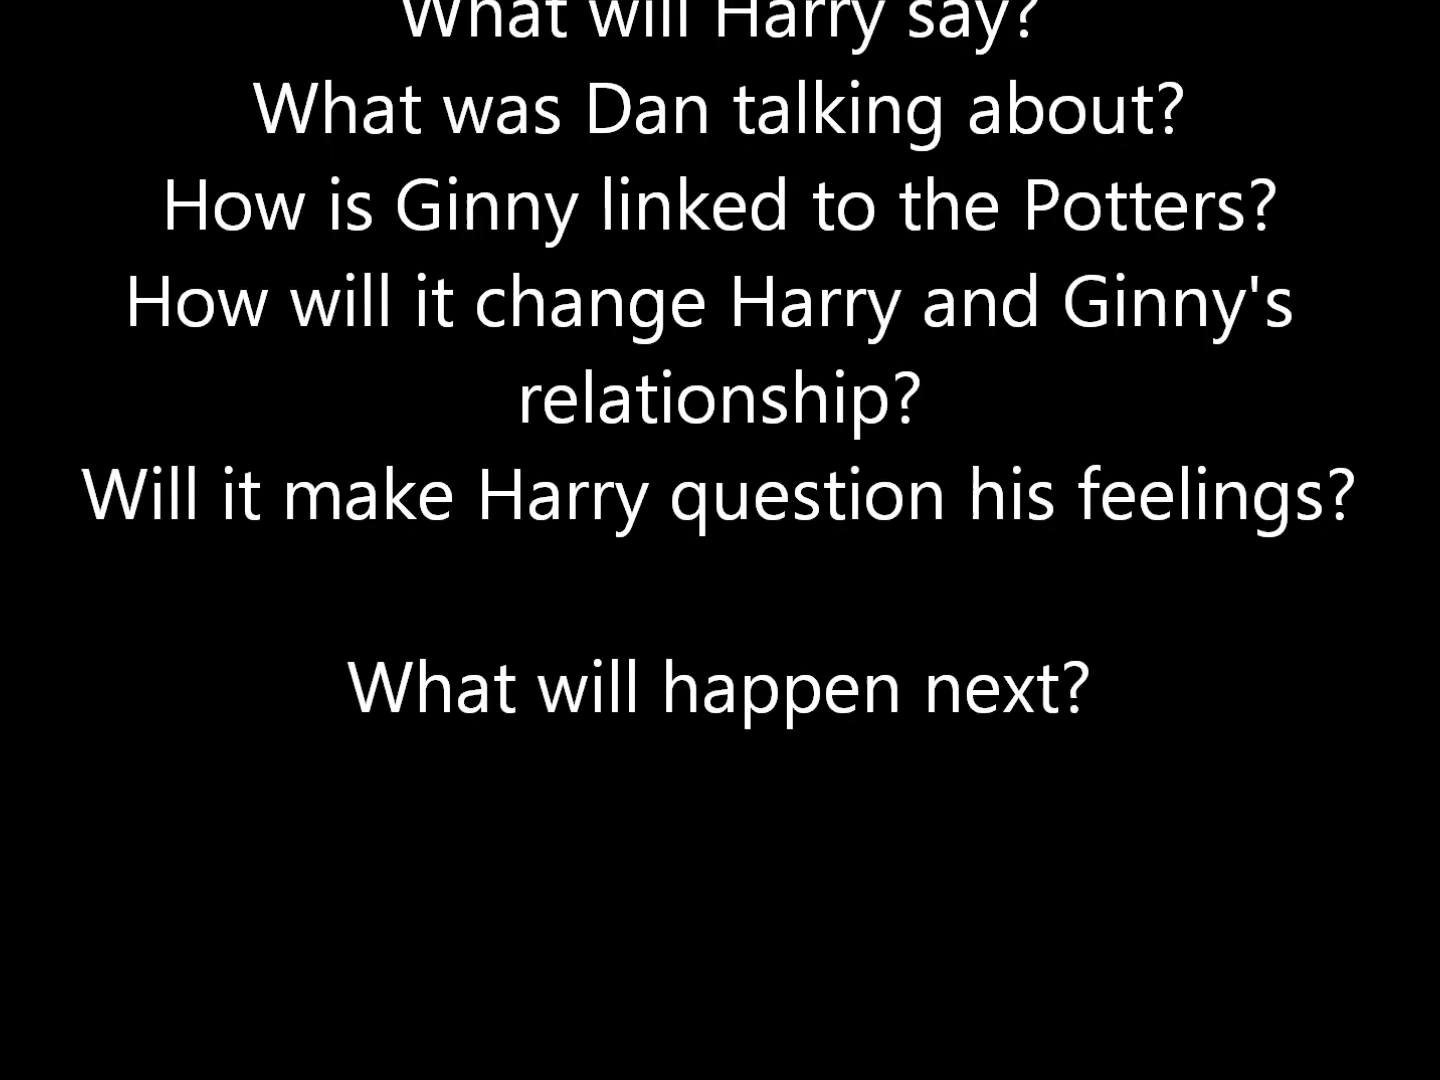 What will Harry say?
What was Dan talking about?
How is Ginny linked to the Potters?
How will it change Harry and Ginny's
relationship?
Will it make Harry question his feelings?
What will happen next?